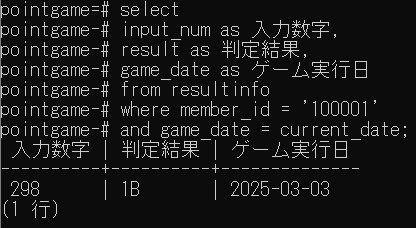 pointgame=# select
pointgame-# input_num as 入力数字,
pointgame-# result as 判定結果,
pointgame-# game_date as ゲーム実行日
pointgame-# from resultinfo
pointgame-# where member_id = '100001'
pointgame-# and game_date = current_date;
入力数字 | 判定結果 | ゲーム実行日
----------+----------+--------------
298      | 1B       | 2025-03-03
(1 行)